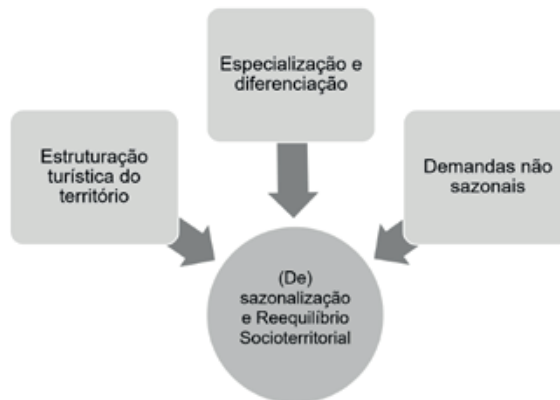 Especialização e
diferenciação
Estruturação
turística do
território
Demandas não
sazonais
(De)
sazonalização
e Reequilíbrio
Socioterritorial